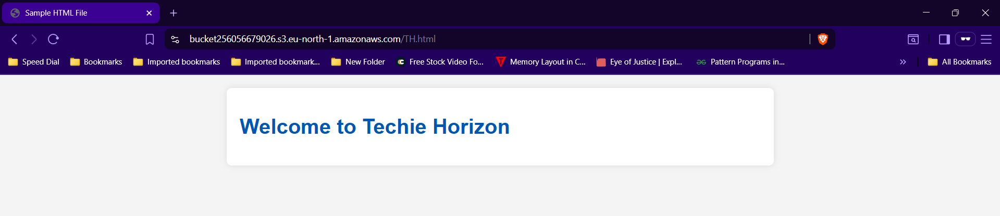 Sample HTML File
bucket256056679026.s3.eu-north-1.amazonaws.com/TH.html
Speed Dial Bookmarks Imported bookmarks Imported bookmark... New Folder Free Stock Video Fo... Memory Layout in C... Eye of Justice | Expl... Pattern Programs in... » All Bookmarks
Welcome to Techie Horizon